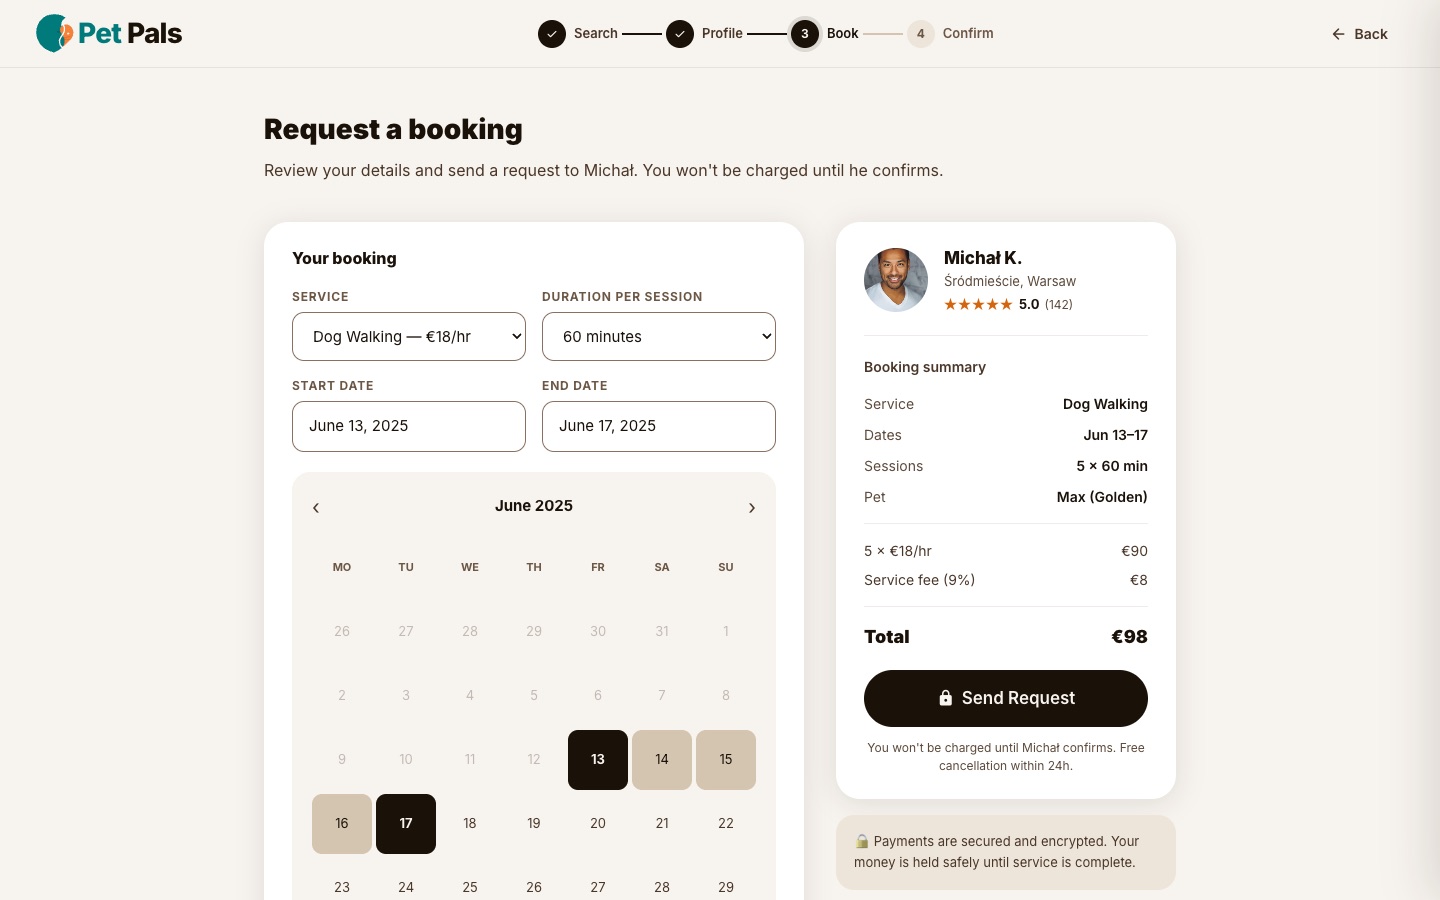 Pet Pals
Search
Profile
3 Book
4 Confirm
← Back
Request a booking
Review your details and send a request to Michał. You won't be charged until he confirms.
Your booking
SERVICE
DURATION PER SESSION
Dog Walking — €18/hr
60 minutes
START DATE
END DATE
June 13, 2025
June 17, 2025
‹ June 2025 ›
MO TU WE TH FR SA SU
26 27 28 29 30 31 1
2 3 4 5 6 7 8
9 10 11 12 13 14 15
16 17 18 19 20 21 22
23 24 25 26 27 28 29
Michał K.
Śródmieście, Warsaw
★★★★★ 5.0 (142)
Booking summary
Service Dog Walking
Dates Jun 13–17
Sessions 5 × 60 min
Pet Max (Golden)
5 × €18/hr €90
Service fee (9%) €8
Total €98
Send Request
You won't be charged until Michał confirms. Free
cancellation within 24h.
🔒 Payments are secured and encrypted. Your
money is held safely until service is complete.